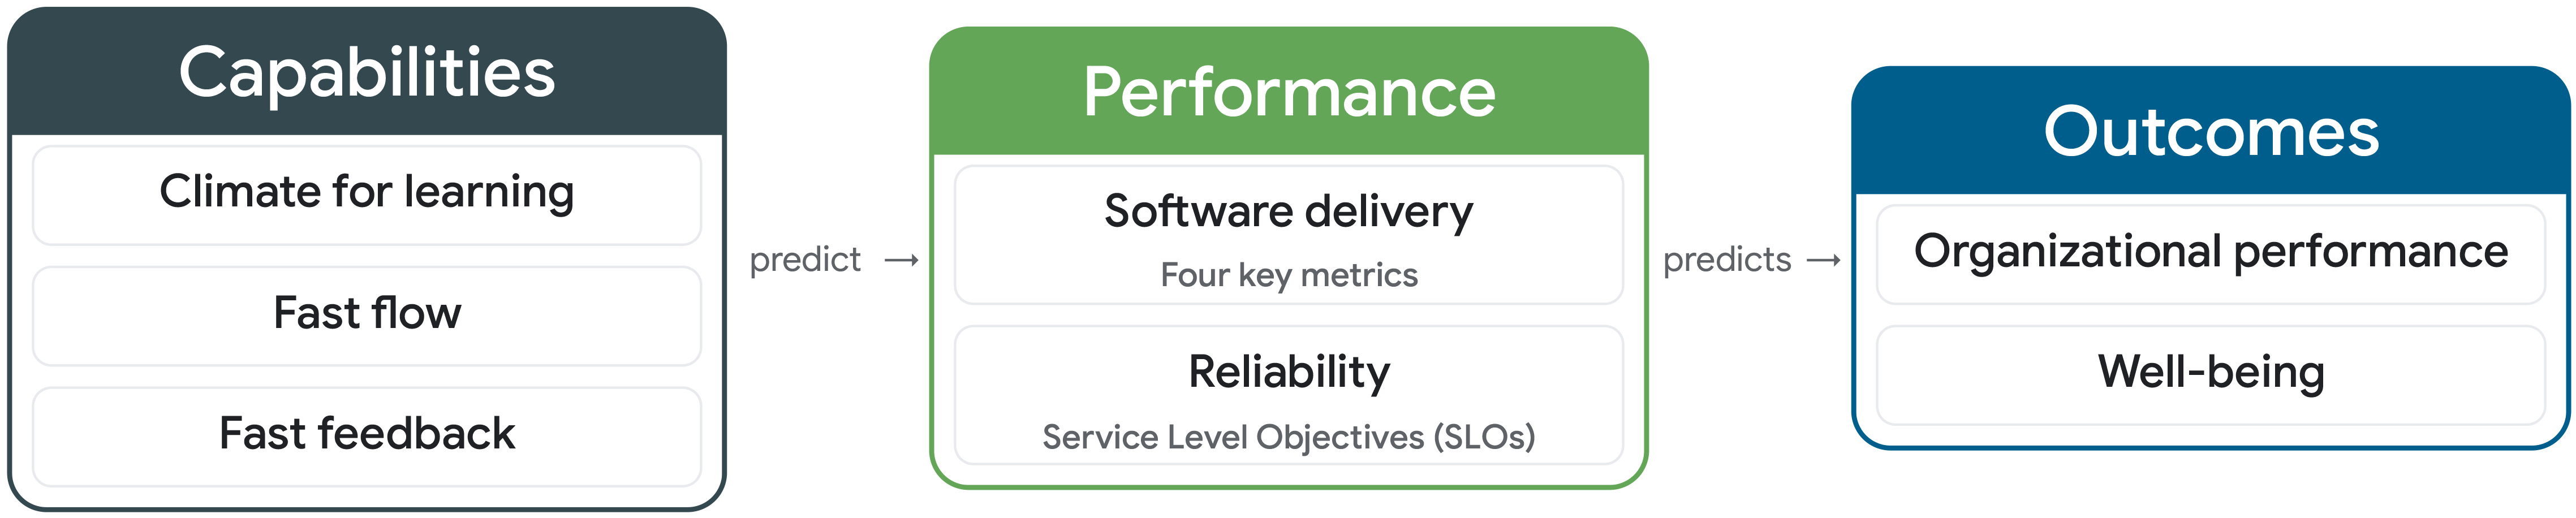 Capabilities
Climate for learning
Fast flow
Fast feedback
predict →
Performance
Software delivery
Four key metrics
Reliability
Service Level Objectives (SLOs)
predicts →
Outcomes
Organizational performance
Well-being